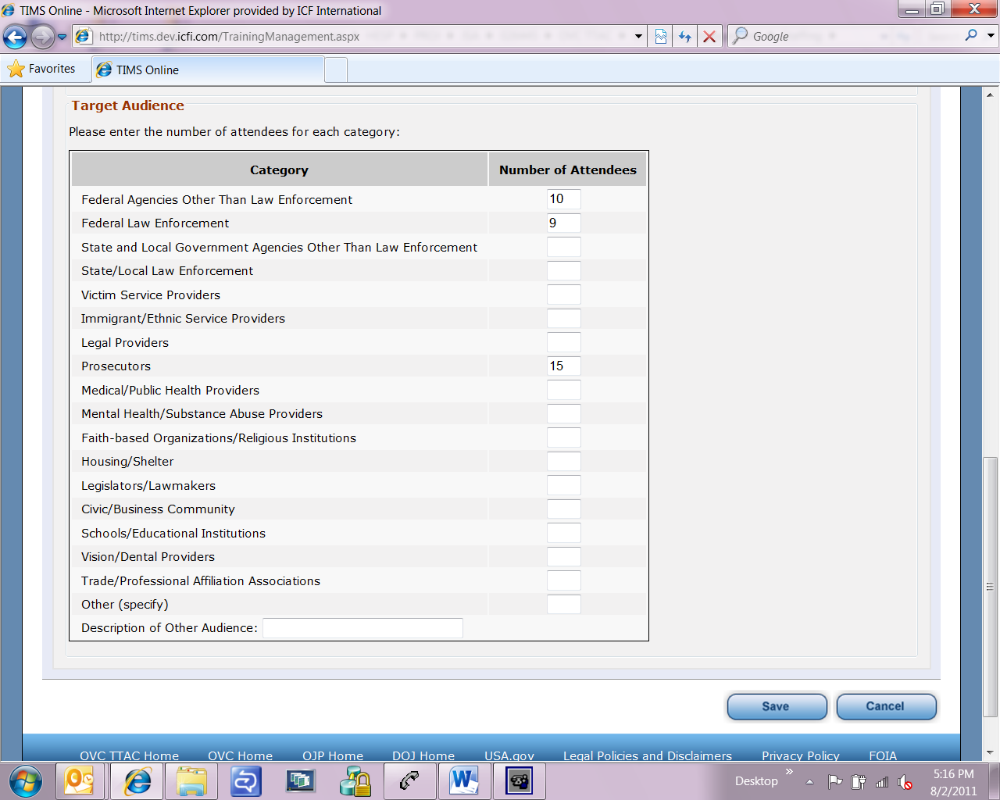 TIMS Online - Microsoft Internet Explorer provided by ICF International
http://tims.dev.icfi.com/TrainingManagement.aspx
Google
Favorites
TIMS Online
Target Audience
Please enter the number of attendees for each category:
Category Number of Attendees
Federal Agencies Other Than Law Enforcement 10
Federal Law Enforcement 9
State and Local Government Agencies Other Than Law Enforcement
State/Local Law Enforcement
Victim Service Providers
Immigrant/Ethnic Service Providers
Legal Providers
Prosecutors 15
Medical/Public Health Providers
Mental Health/Substance Abuse Providers
Faith-based Organizations/Religious Institutions
Housing/Shelter
Legislators/Lawmakers
Civic/Business Community
Schools/Educational Institutions
Vision/Dental Providers
Trade/Professional Affiliation Associations
Other (specify)
Description of Other Audience:
Save Cancel
OVC TTAC Home OVC Home OJP Home DOJ Home USA.gov Legal Policies and Disclaimers Privacy Policy FOIA
Desktop »
5:16 PM
8/2/2011